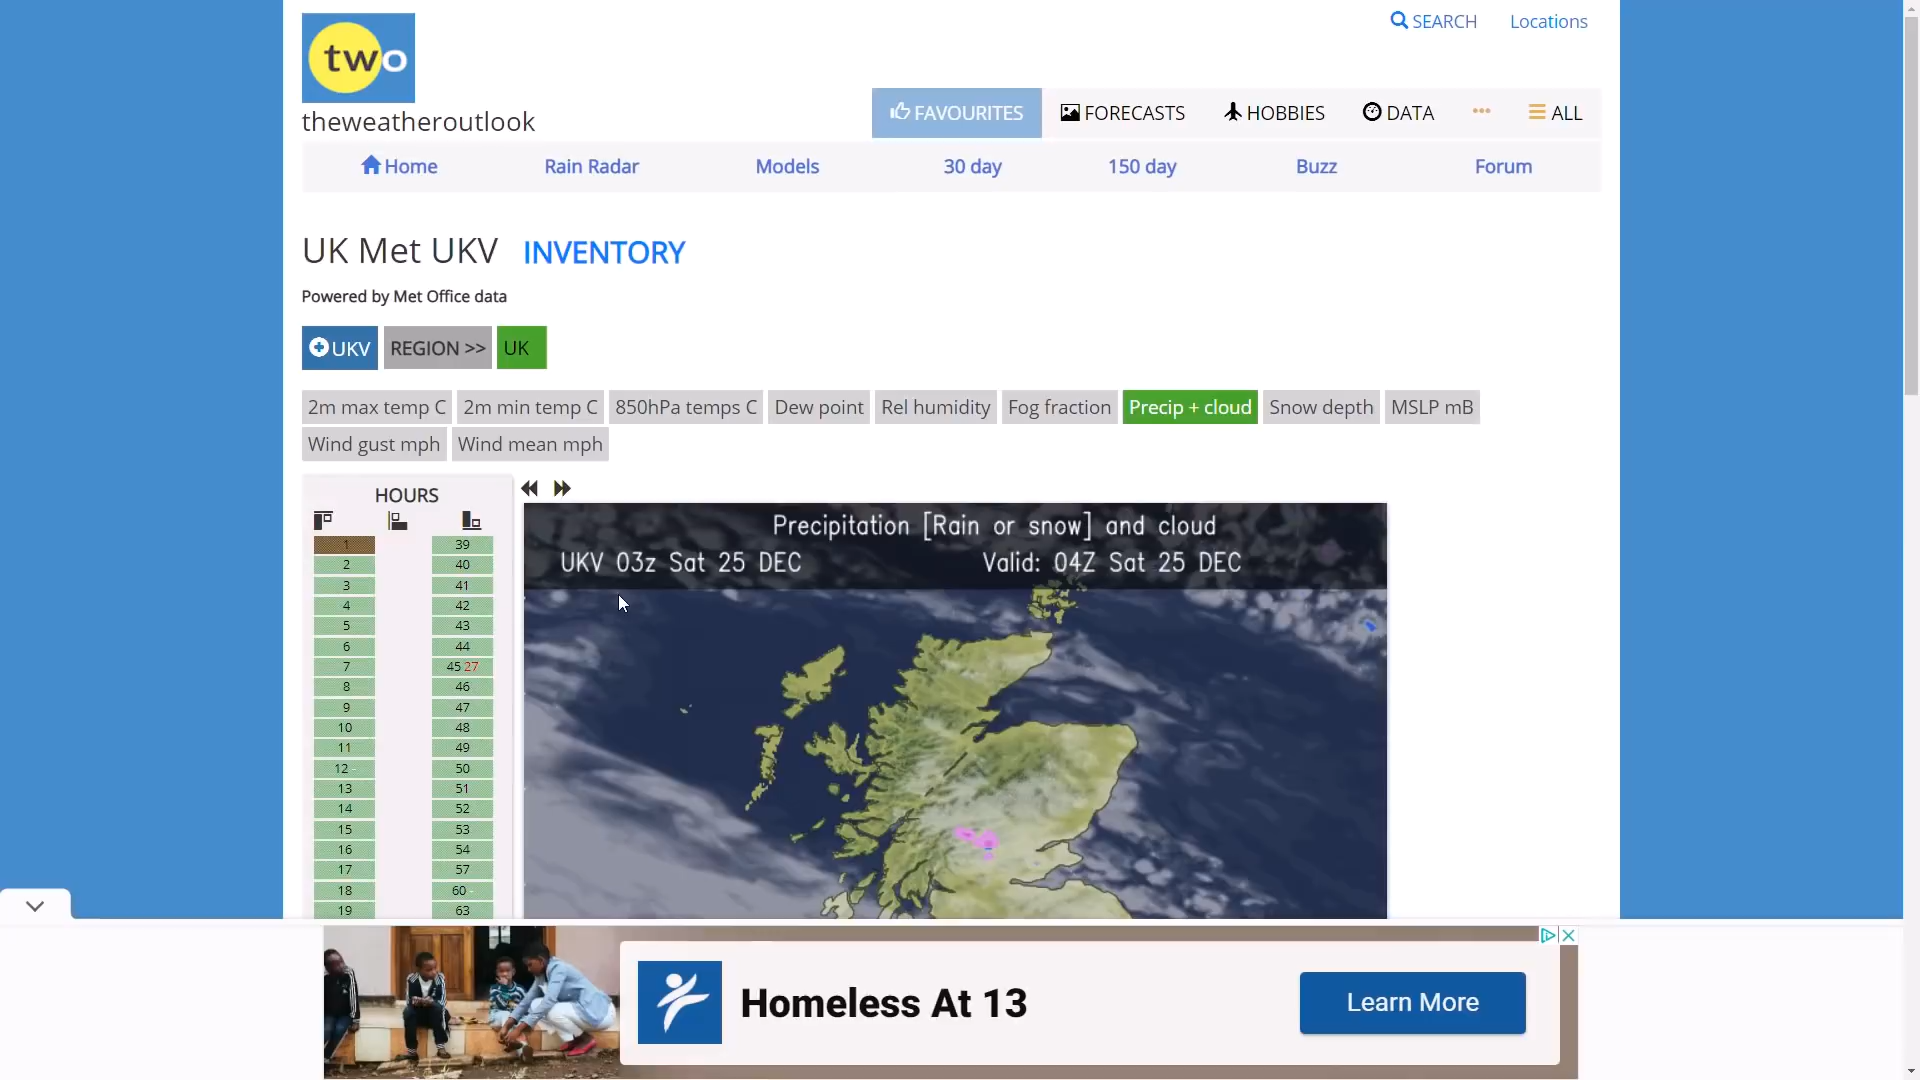 SEARCH Locations
two
theweatheroutlook
FAVOURITES FORECASTS HOBBIES DATA ... ALL
Home Rain Radar Models 30 day 150 day Buzz Forum
UK Met UKV INVENTORY
Powered by Met Office data
UKV REGION >> UK
2m max temp C 2m min temp C 850hPa temps C Dew point Rel humidity Fog fraction Precip + cloud Snow depth MSLP mB
Wind gust mph Wind mean mph
HOURS
Precipitation [Rain or snow] and cloud
UKV 03z Sat 25 DEC Valid: 04Z Sat 25 DEC
1 39
2 40
3 41
4 42
5 43
6 44
7 45 27
8 46
9 47
10 48
11 49
12 - 50
13 51
14 52
15 53
16 54
17 57
18 60 -
19 63
Homeless At 13
Learn More